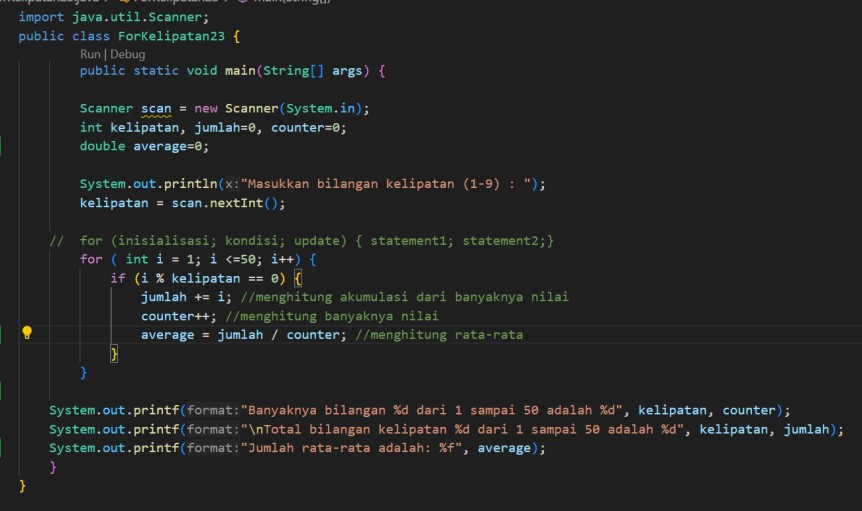 import java.util.Scanner;
public class ForKelipatan23 {
Run | Debug
public static void main(String[] args) {
Scanner scan = new Scanner(System.in);
int kelipatan, jumlah=0, counter=0;
double average=0;
System.out.println(x:"Masukkan bilangan kelipatan (1-9) : ");
kelipatan = scan.nextInt();
// for (inisialisasi; kondisi; update) { statement1; statement2;}
for ( int i = 1; i <=50; i++) {
if (i % kelipatan == 0) {
jumlah += i; //menghitung akumulasi dari banyaknya nilai
counter++; //menghitung banyaknya nilai
average = jumlah / counter; //menghitung rata-rata
}
}
System.out.printf(format:"Banyaknya bilangan %d dari 1 sampai 50 adalah %d", kelipatan, counter);
System.out.printf(format:"\nTotal bilangan kelipatan %d dari 1 sampai 50 adalah %d", kelipatan, jumlah);
System.out.printf(format:"Jumlah rata-rata adalah: %f", average);
}
}